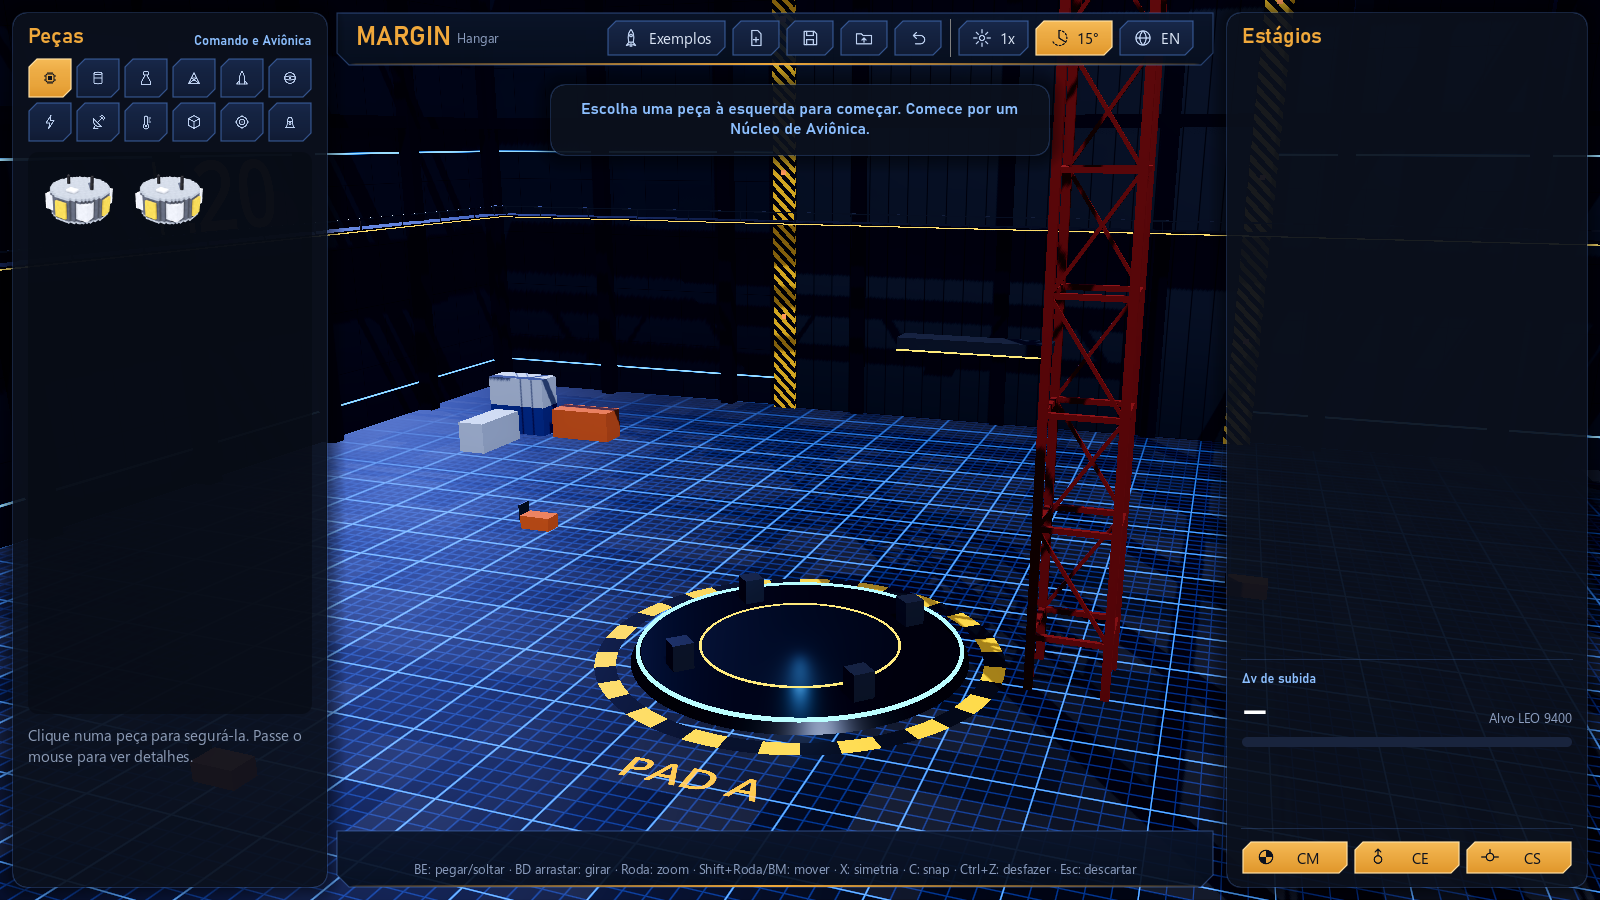 Peças
Comando e Aviônica
MARGIN Hangar
Exemplos
1x
15°
EN
Estágios
Escolha uma peça à esquerda para começar. Comece por um
Núcleo de Aviônica.
20
PAD A
Clique numa peça para segurá-la. Passe o
mouse para ver detalhes.
Δv de subida
—
Alvo LEO 9400
BE: pegar/soltar · BD arrastar: girar · Roda: zoom · Shift+Roda/BM: mover · X: simetria · C: snap · Ctrl+Z: desfazer · Esc: descartar
CM
CE
CS